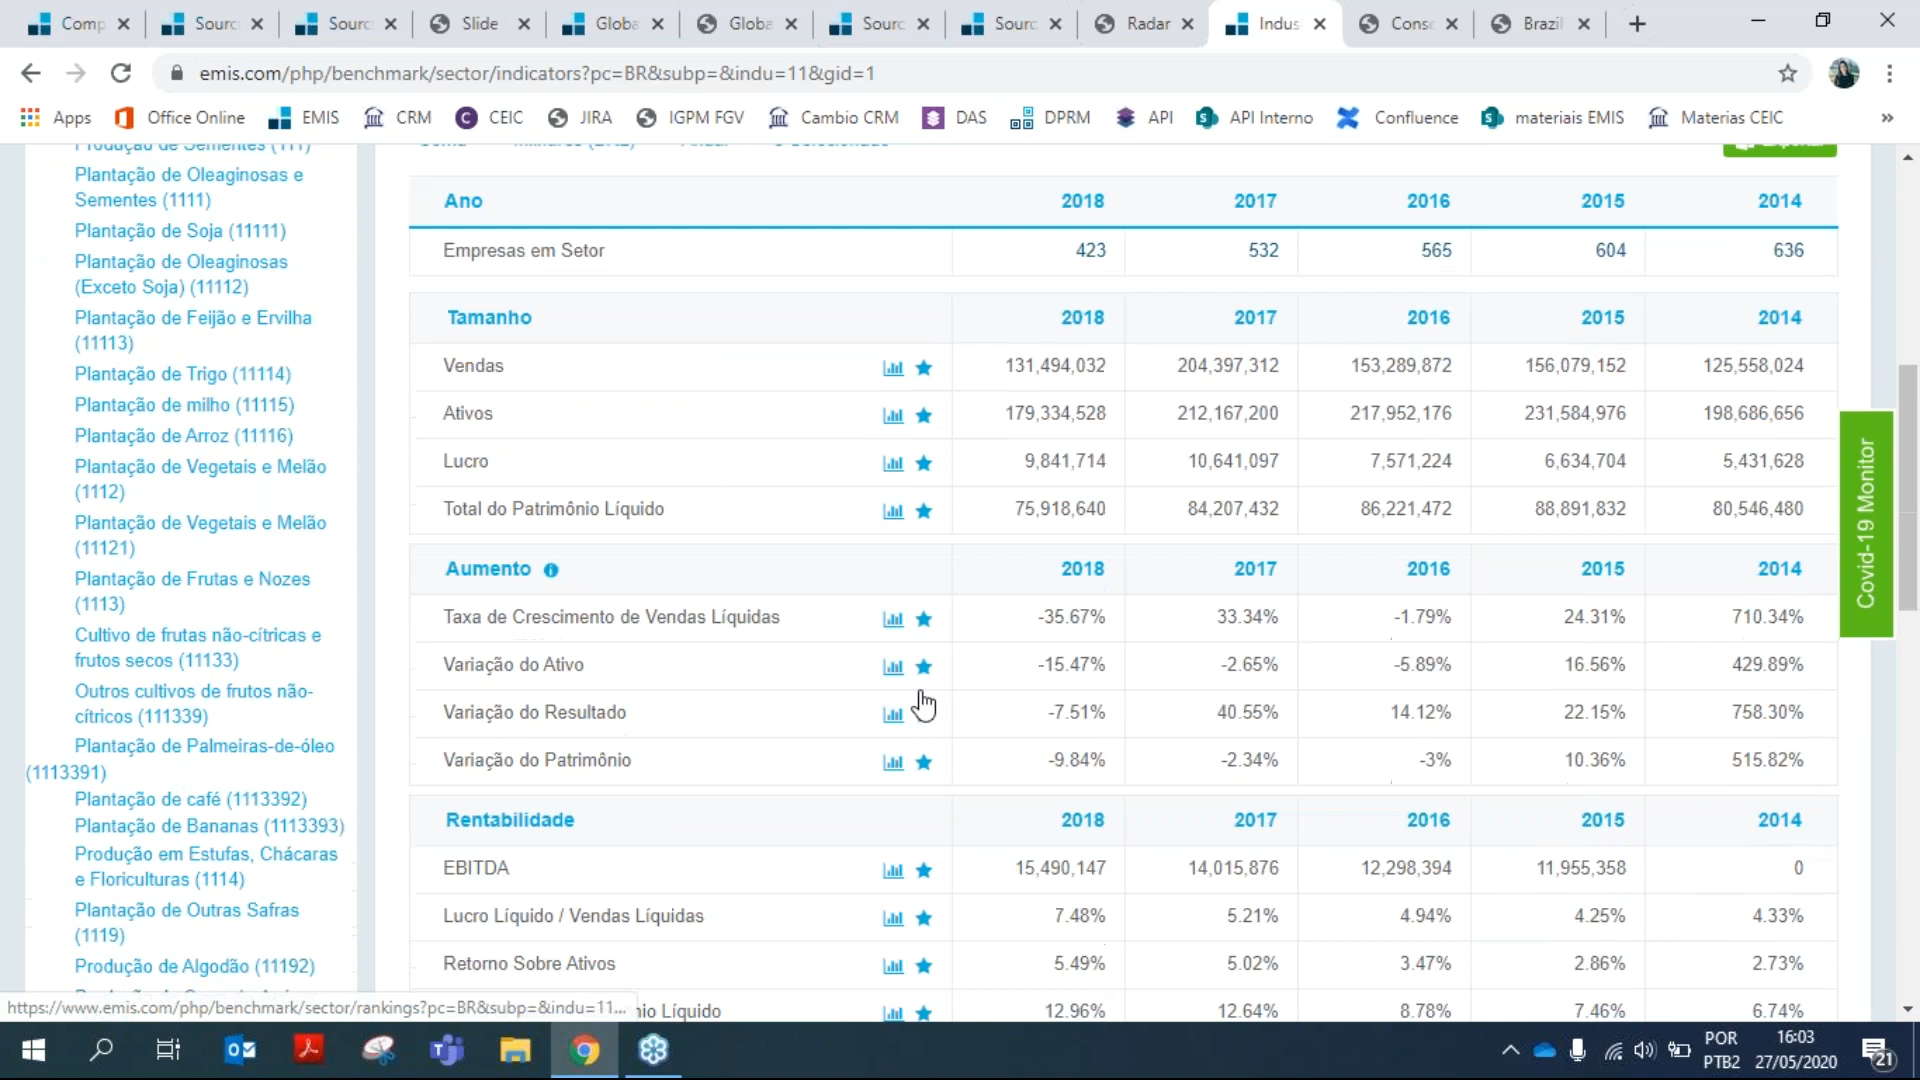 Comp
Sourc
Sourc
Slide
Globa
Globa
Sourc
Sourc
Radar
Indus
Conse
Brazil
emis.com/php/benchmark/sector/indicators?pc=BR&subp=&indu=11&gid=1
Apps Office Online EMIS CRM CEIC JIRA IGPM FGV Cambio CRM DAS DPRM API API Interno Confluence materiais EMIS Materias CEIC »
Produção de Sementes (111)
Plantação de Oleaginosas e
Sementes (1111)
Plantação de Soja (11111)
Plantação de Oleaginosas
(Exceto Soja) (11112)
Plantação de Feijão e Ervilha
(11113)
Plantação de Trigo (11114)
Plantação de milho (11115)
Plantação de Arroz (11116)
Plantação de Vegetais e Melão
(1112)
Plantação de Vegetais e Melão
(11121)
Plantação de Frutas e Nozes
(1113)
Cultivo de frutas não-cítricas e
frutos secos (11133)
Outros cultivos de frutos não-
cítricos (111339)
Plantação de Palmeiras-de-óleo
(1113391)
Plantação de café (1113392)
Plantação de Bananas (1113393)
Produção em Estufas, Chácaras
e Floriculturas (1114)
Plantação de Outras Safras
(1119)
Produção de Algodão (11192)
Ano 2018 2017 2016 2015 2014
Empresas em Setor 423 532 565 604 636
Tamanho 2018 2017 2016 2015 2014
Vendas 131,494,032 204,397,312 153,289,872 156,079,152 125,558,024
Ativos 179,334,528 212,167,200 217,952,176 231,584,976 198,686,656
Lucro 9,841,714 10,641,097 7,571,224 6,634,704 5,431,628
Total do Patrimônio Líquido 75,918,640 84,207,432 86,221,472 88,891,832 80,546,480
Aumento 2018 2017 2016 2015 2014
Taxa de Crescimento de Vendas Líquidas -35.67% 33.34% -1.79% 24.31% 710.34%
Variação do Ativo -15.47% -2.65% -5.89% 16.56% 429.89%
Variação do Resultado -7.51% 40.55% 14.12% 22.15% 758.30%
Variação do Patrimônio -9.84% -2.34% -3% 10.36% 515.82%
Rentabilidade 2018 2017 2016 2015 2014
EBITDA 15,490,147 14,015,876 12,298,394 11,955,358 0
Lucro Líquido / Vendas Líquidas 7.48% 5.21% 4.94% 4.25% 4.33%
Retorno Sobre Ativos 5.49% 5.02% 3.47% 2.86% 2.73%
nio Líquido 12.96% 12.64% 8.78% 7.46% 6.74%
Covid-19 Monitor
https://www.emis.com/php/benchmark/sector/rankings?pc=BR&subp=&indu=11...
POR
PTB2
16:03
27/05/2020
21